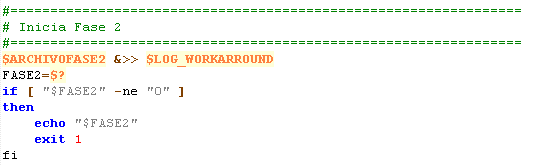 #==============================================================
# Inicia Fase 2
#==============================================================
$ARCHIVOFASE2 &>> $LOG_WORKARROUND
FASE2=$?
if [ "$FASE2" -ne "0" ]
then
    echo "$FASE2"
    exit 1
fi